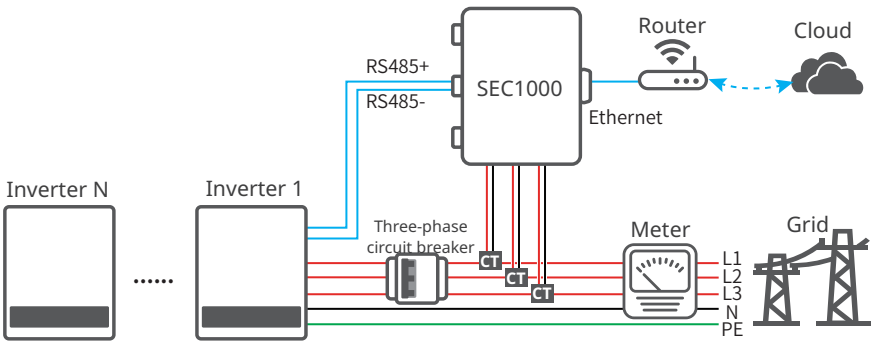 Router
Cloud
RS485+
SEC1000
RS485-
Ethernet
Inverter N
Inverter 1
Three-phase
circuit breaker
Meter
Grid
CT
CT
CT
L1
L2
L3
N
PE